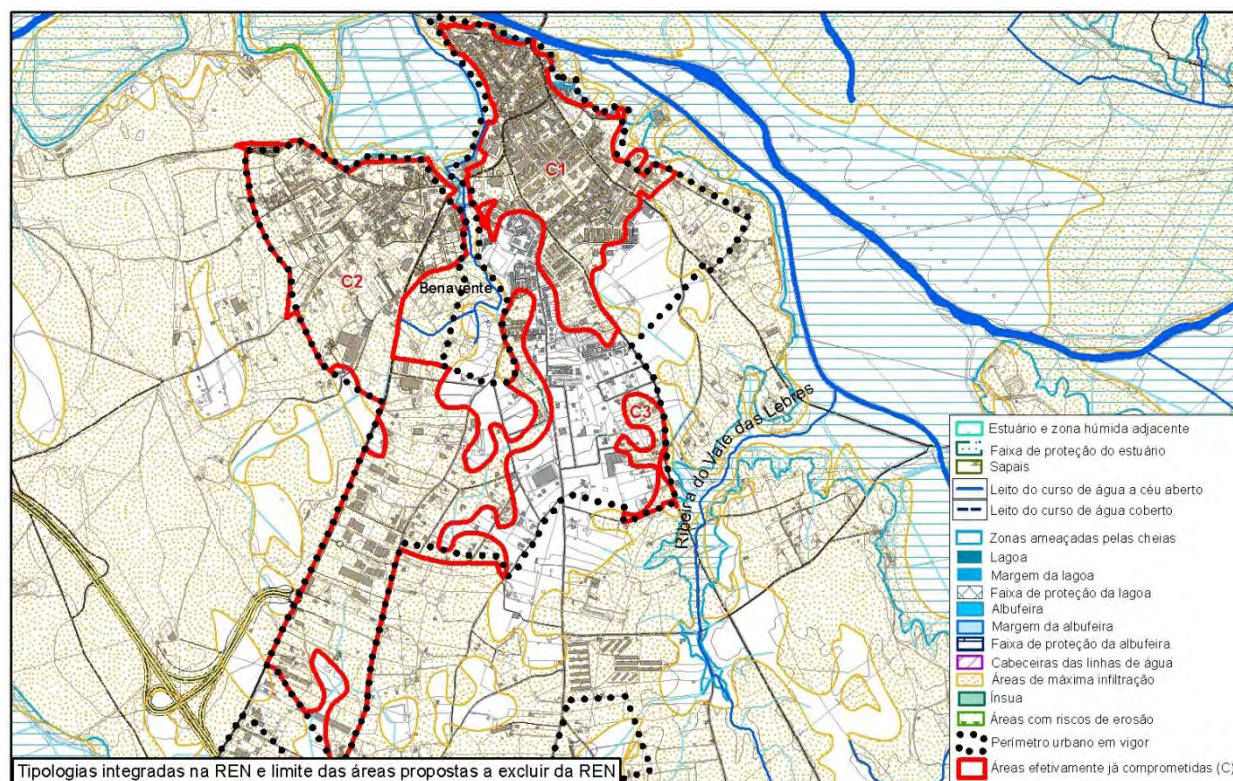 C1
C2
Benavente
C3
Ribeira do Vale das Lebres
Estuário e zona húmida adjacente
Faixa de proteção do estuário
Sapais
Leito do curso de água a céu aberto
Leito do curso de água coberto
Zonas ameaçadas pelas cheias
Lagoa
Margem da lagoa
Faixa de proteção da lagoa
Albufeira
Margem da albufeira
Faixa de proteção da albufeira
Cabeceiras das linhas de água
Áreas de máxima infiltração
Ínsua
Áreas com riscos de erosão
Perímetro urbano em vigor
Áreas efetivamente já comprometidas (C)
Tipologias integradas na REN e limite das áreas propostas a excluir da REN